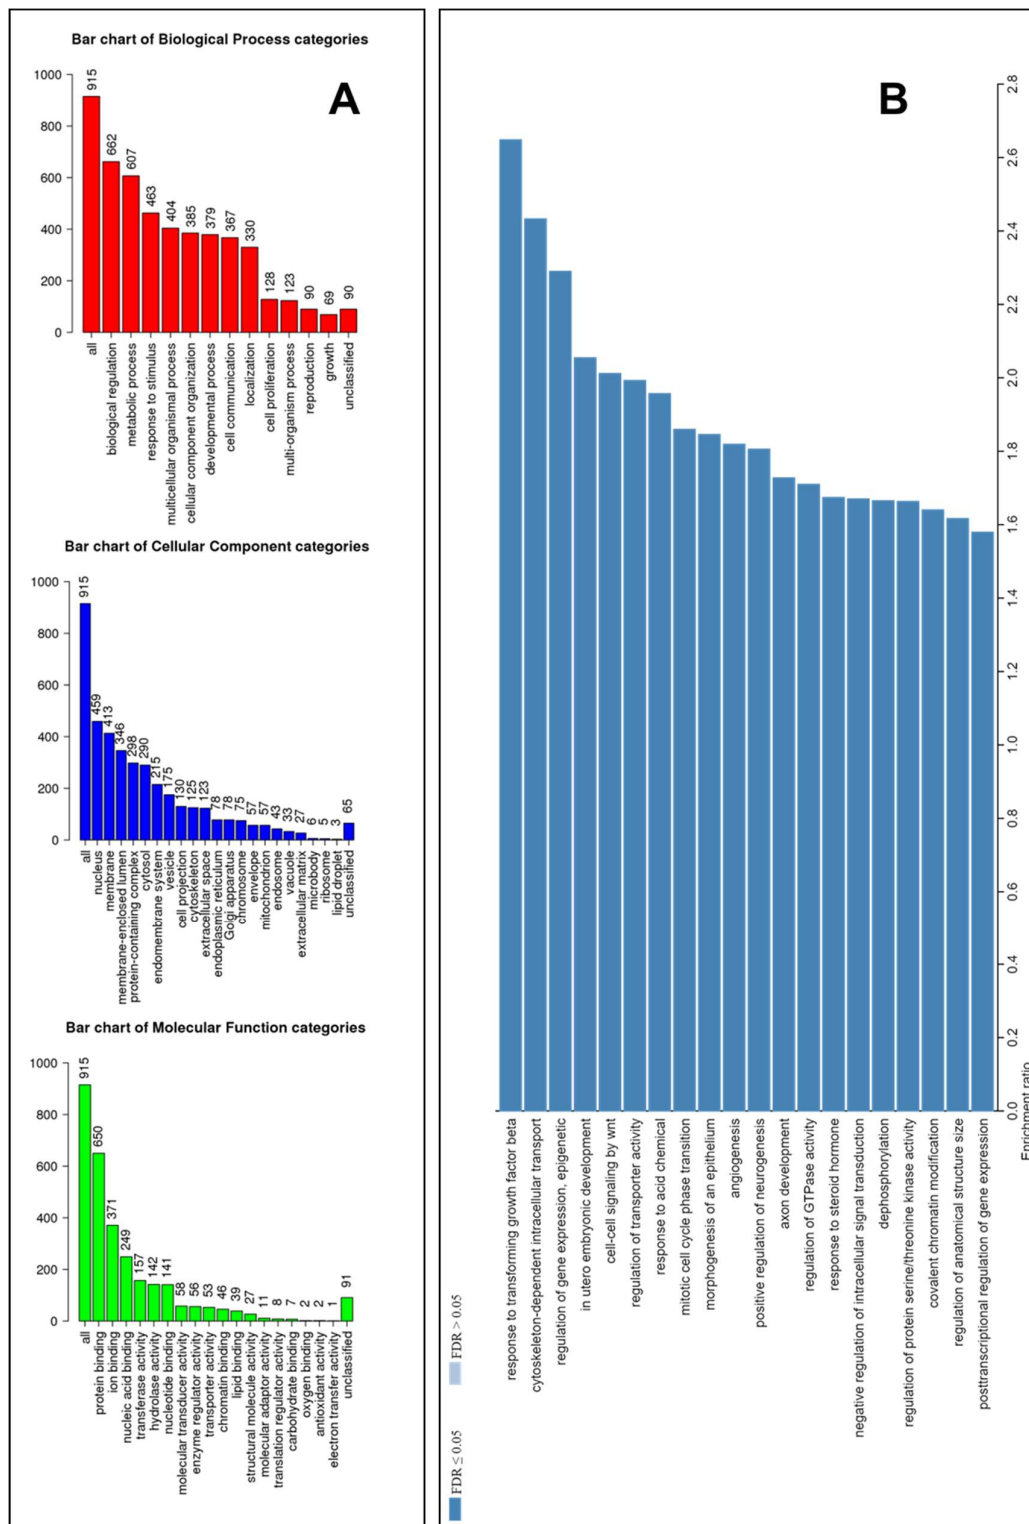 Bar chart of Biological Process categories
A
1000
800
600
400
200
0
915
662
607
463
404
385
379
367
330
128
123
90
69
90
all
biological regulation
metabolic process
response to stimulus
multicellular organismal process
cellular component organization
developmental process
cell communication
localization
cell proliferation
multi-organism process
reproduction
growth
unclassified
Bar chart of Cellular Component categories
1000
800
600
400
200
0
915
459
413
346
298
290
215
175
130
125
123
78
78
75
57
57
43
33
27
6
5
3
65
all
nucleus
membrane
membrane-enclosed lumen
protein-containing complex
cytosol
endomembrane system
vesicle
cell projection
cytoskeleton
extracellular space
endoplasmic reticulum
Golgi apparatus
chromosome
envelope
mitochondrion
endosome
vacuole
extracellular matrix
microbody
ribosome
lipid droplet
unclassified
Bar chart of Molecular Function categories
1000
800
600
400
200
0
915
650
371
249
157
142
141
58
56
53
46
39
27
11
8
7
2
2
1
91
all
protein binding
ion binding
nucleic acid binding
transferase activity
hydrolase activity
nucleotide binding
molecular transducer activity
enzyme regulator activity
transporter activity
chromatin binding
lipid binding
structural molecule activity
molecular adaptor activity
translation regulator activity
carbohydrate binding
oxygen binding
antioxidant activity
electron transfer activity
unclassified
B
response to transforming growth factor beta
cytoskeleton-dependent intracellular transport
regulation of gene expression, epigenetic
in utero embryonic development
cell-cell signaling by wnt
regulation of transporter activity
response to acid chemical
mitotic cell cycle phase transition
morphogenesis of an epithelium
angiogenesis
positive regulation of neurogenesis
axon development
regulation of GTPase activity
response to steroid hormone
negative regulation of intracellular signal transduction
dephosphorylation
regulation of protein serine/threonine kinase activity
covalent chromatin modification
regulation of anatomical structure size
posttranscriptional regulation of gene expression
0.0
0.2
0.4
0.6
0.8
1.0
1.2
1.4
1.6
1.8
2.0
2.2
2.4
2.6
2.8
Enrichment ratio
FDR ≤ 0.05
FDR > 0.05